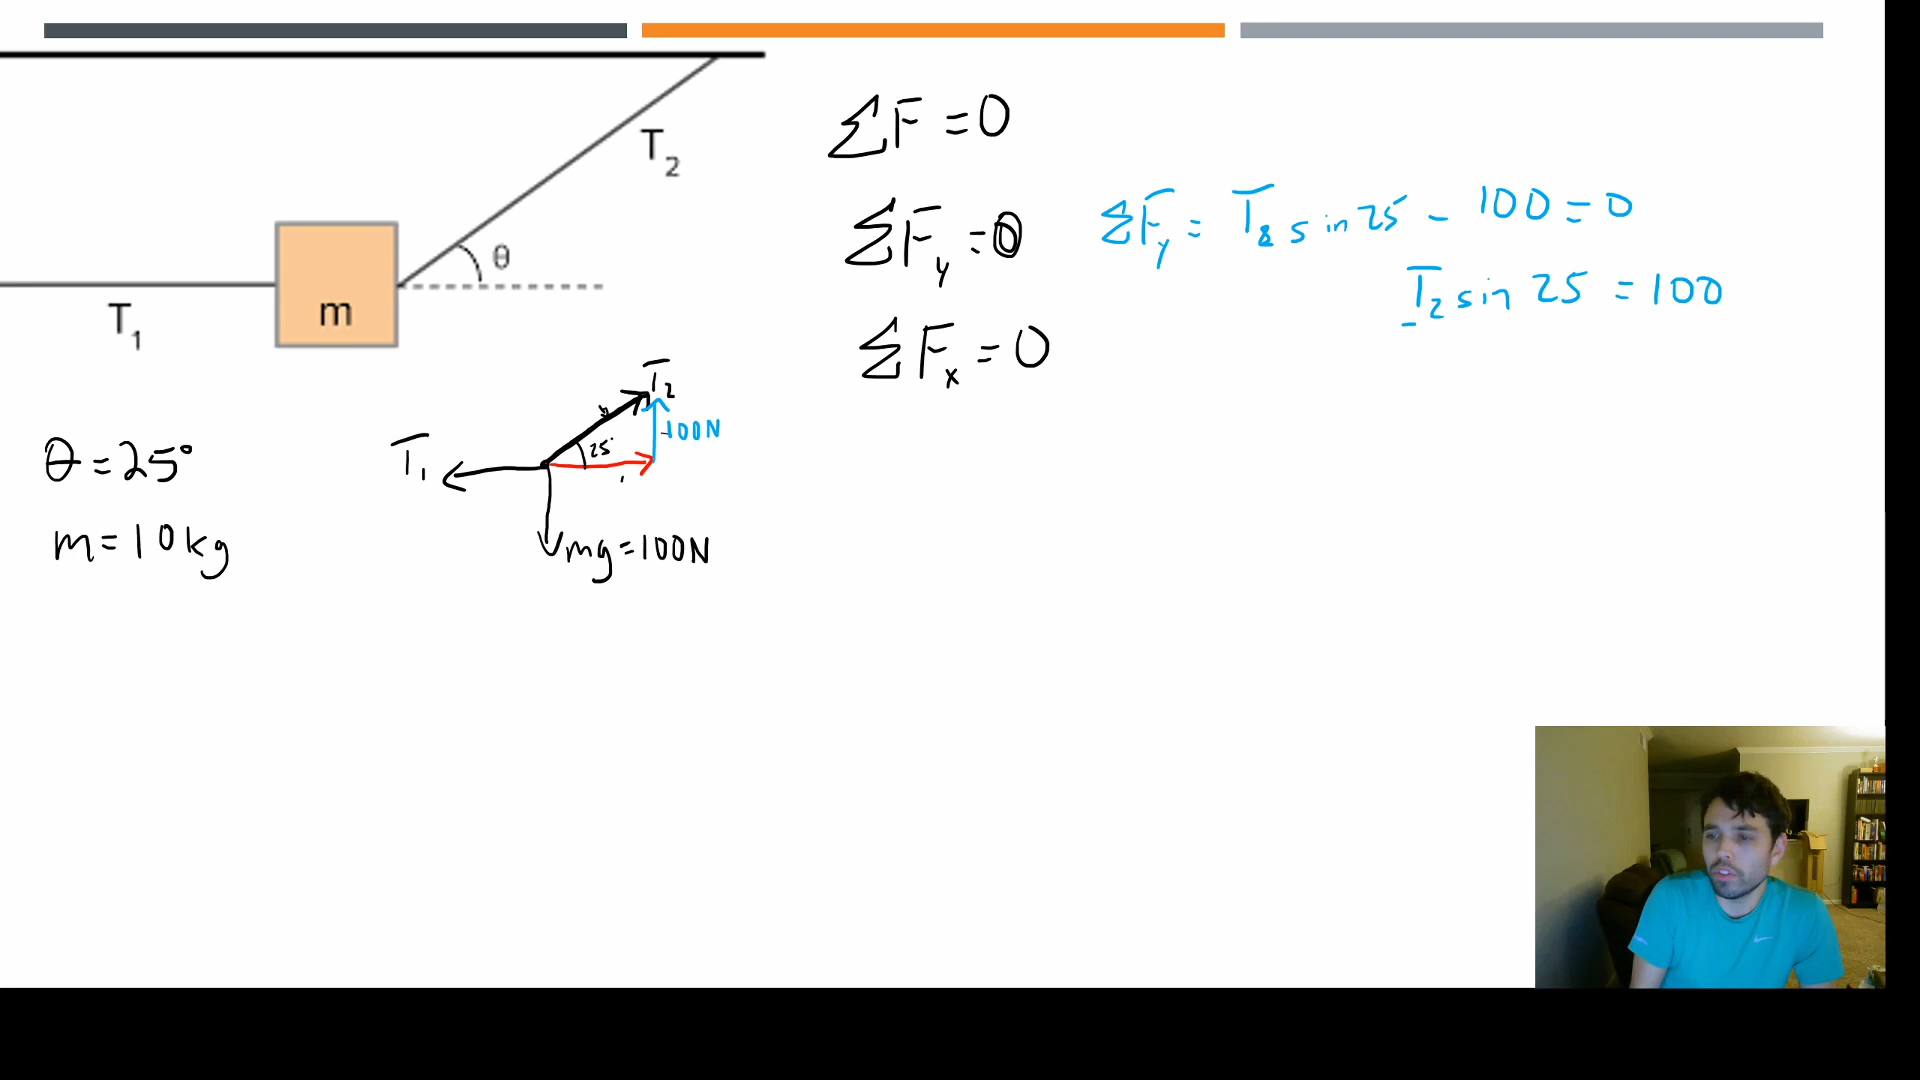 T₂
θ
T₁
m
θ = 25°
m = 10 kg
T₂
25°
100N
T₁
mg = 100N
ΣF = 0
ΣFy = 0
ΣFx = 0
ΣFy = T₂ sin 25 - 100 = 0
T₂ sin 25 = 100